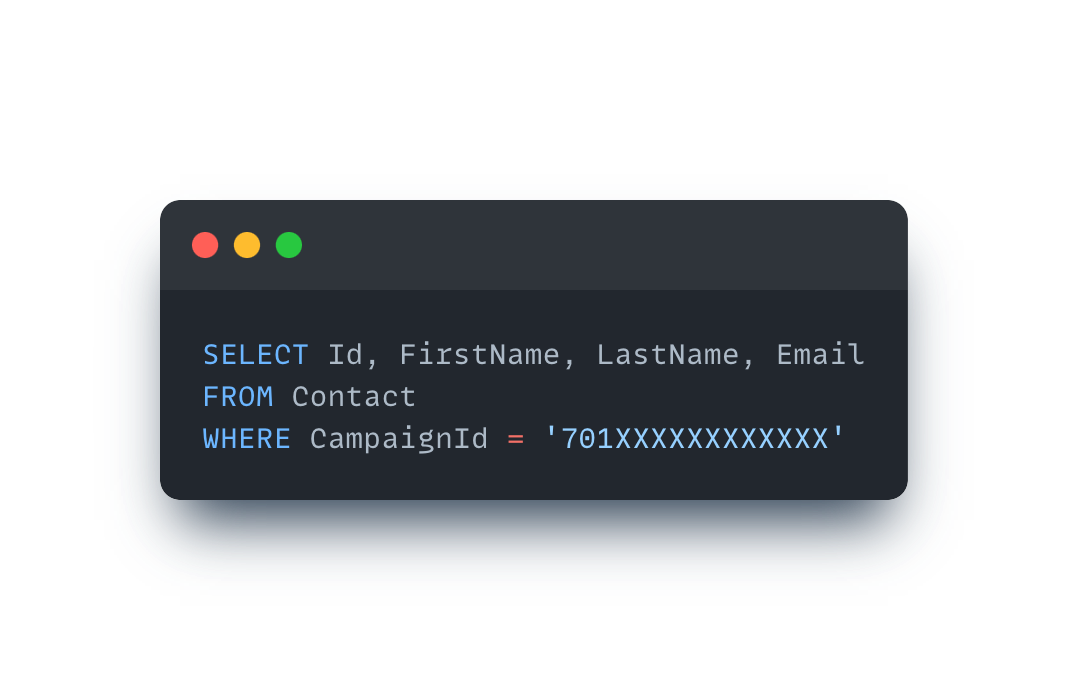 SELECT Id, FirstName, LastName, Email
FROM Contact
WHERE CampaignId = '701XXXXXXXXXXXX'